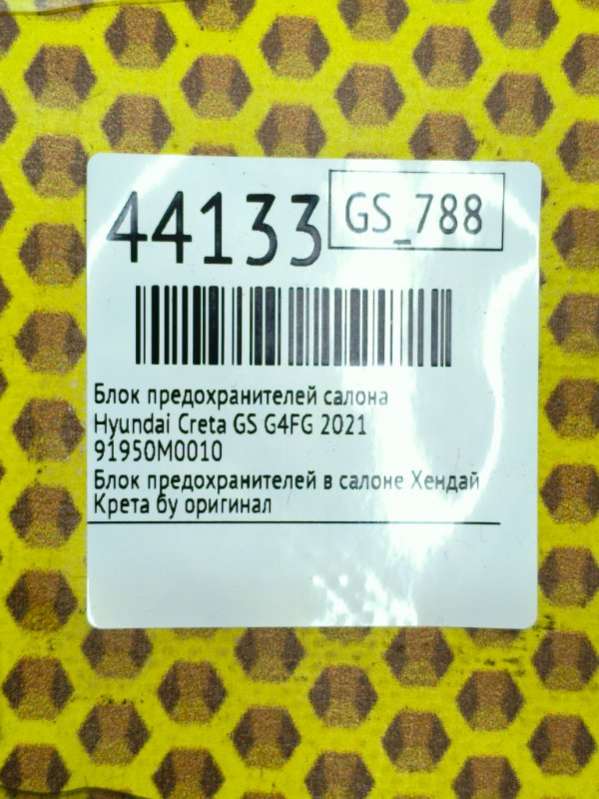 44133
GS_788
Блок предохранителей салона
Hyundai Creta GS G4FG 2021
91950M0010
Блок предохранителей в салоне Хендай
Крета бу оригинал